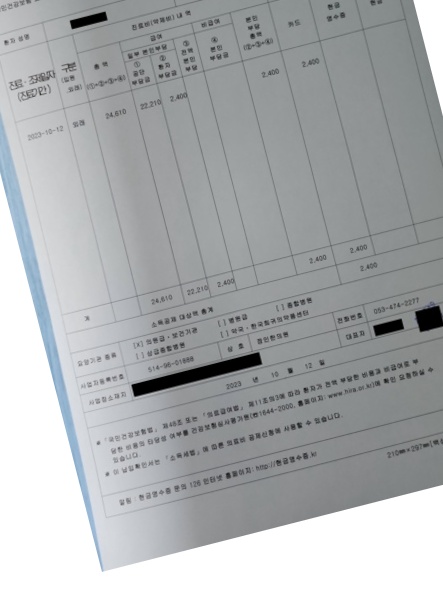 환자 성명
진료비(약제비) 내 역
진료·조제일자
(진료기간)
구분
(입원
,외래)
총 액
(①+②+③+④)
급여
일부 본인부담
①
공단
부담금
②
환자
부담금
③
전액
본인
부담
비급여
④
본인
부담금
본인
부담
총액
(②+③+④)
카드
현금
영수증
현금
2023-10-12 외래 24,610 22,210 2,400 2,400 2,400
계 24,610 22,210 2,400 2,400 2,400
소득공제 대상액 총계 2,400
요양기관 종류
[X] 의원급·보건기관 [ ] 병원급 [ ] 종합병원
[ ] 상급종합병원 [ ] 약국·한국희귀의약품센터
사업자등록번호 514-96-01888 상 호 정민한의원 전화번호 053-474-2277
사업장소재지 대표자
2023 년 10 월 12 일
※「국민건강보험법」 제48조 또는 「의료급여법」 제11조의3에 따라 환자가 전액 부담한 비용과 비급여로 부
담한 비용의 타당성 여부를 건강보험심사평가원(☎1644-2000, 홈페이지: www.hira.or.kr)에 확인 요청하실 수
있습니다.
※ 이 납입확인서는 「소득세법」에 따른 의료비 공제신청에 사용할 수 있습니다.
알림 : 현금영수증 문의 126 인터넷 홈페이지: http://현금영수증.kr
210㎜×297㎜